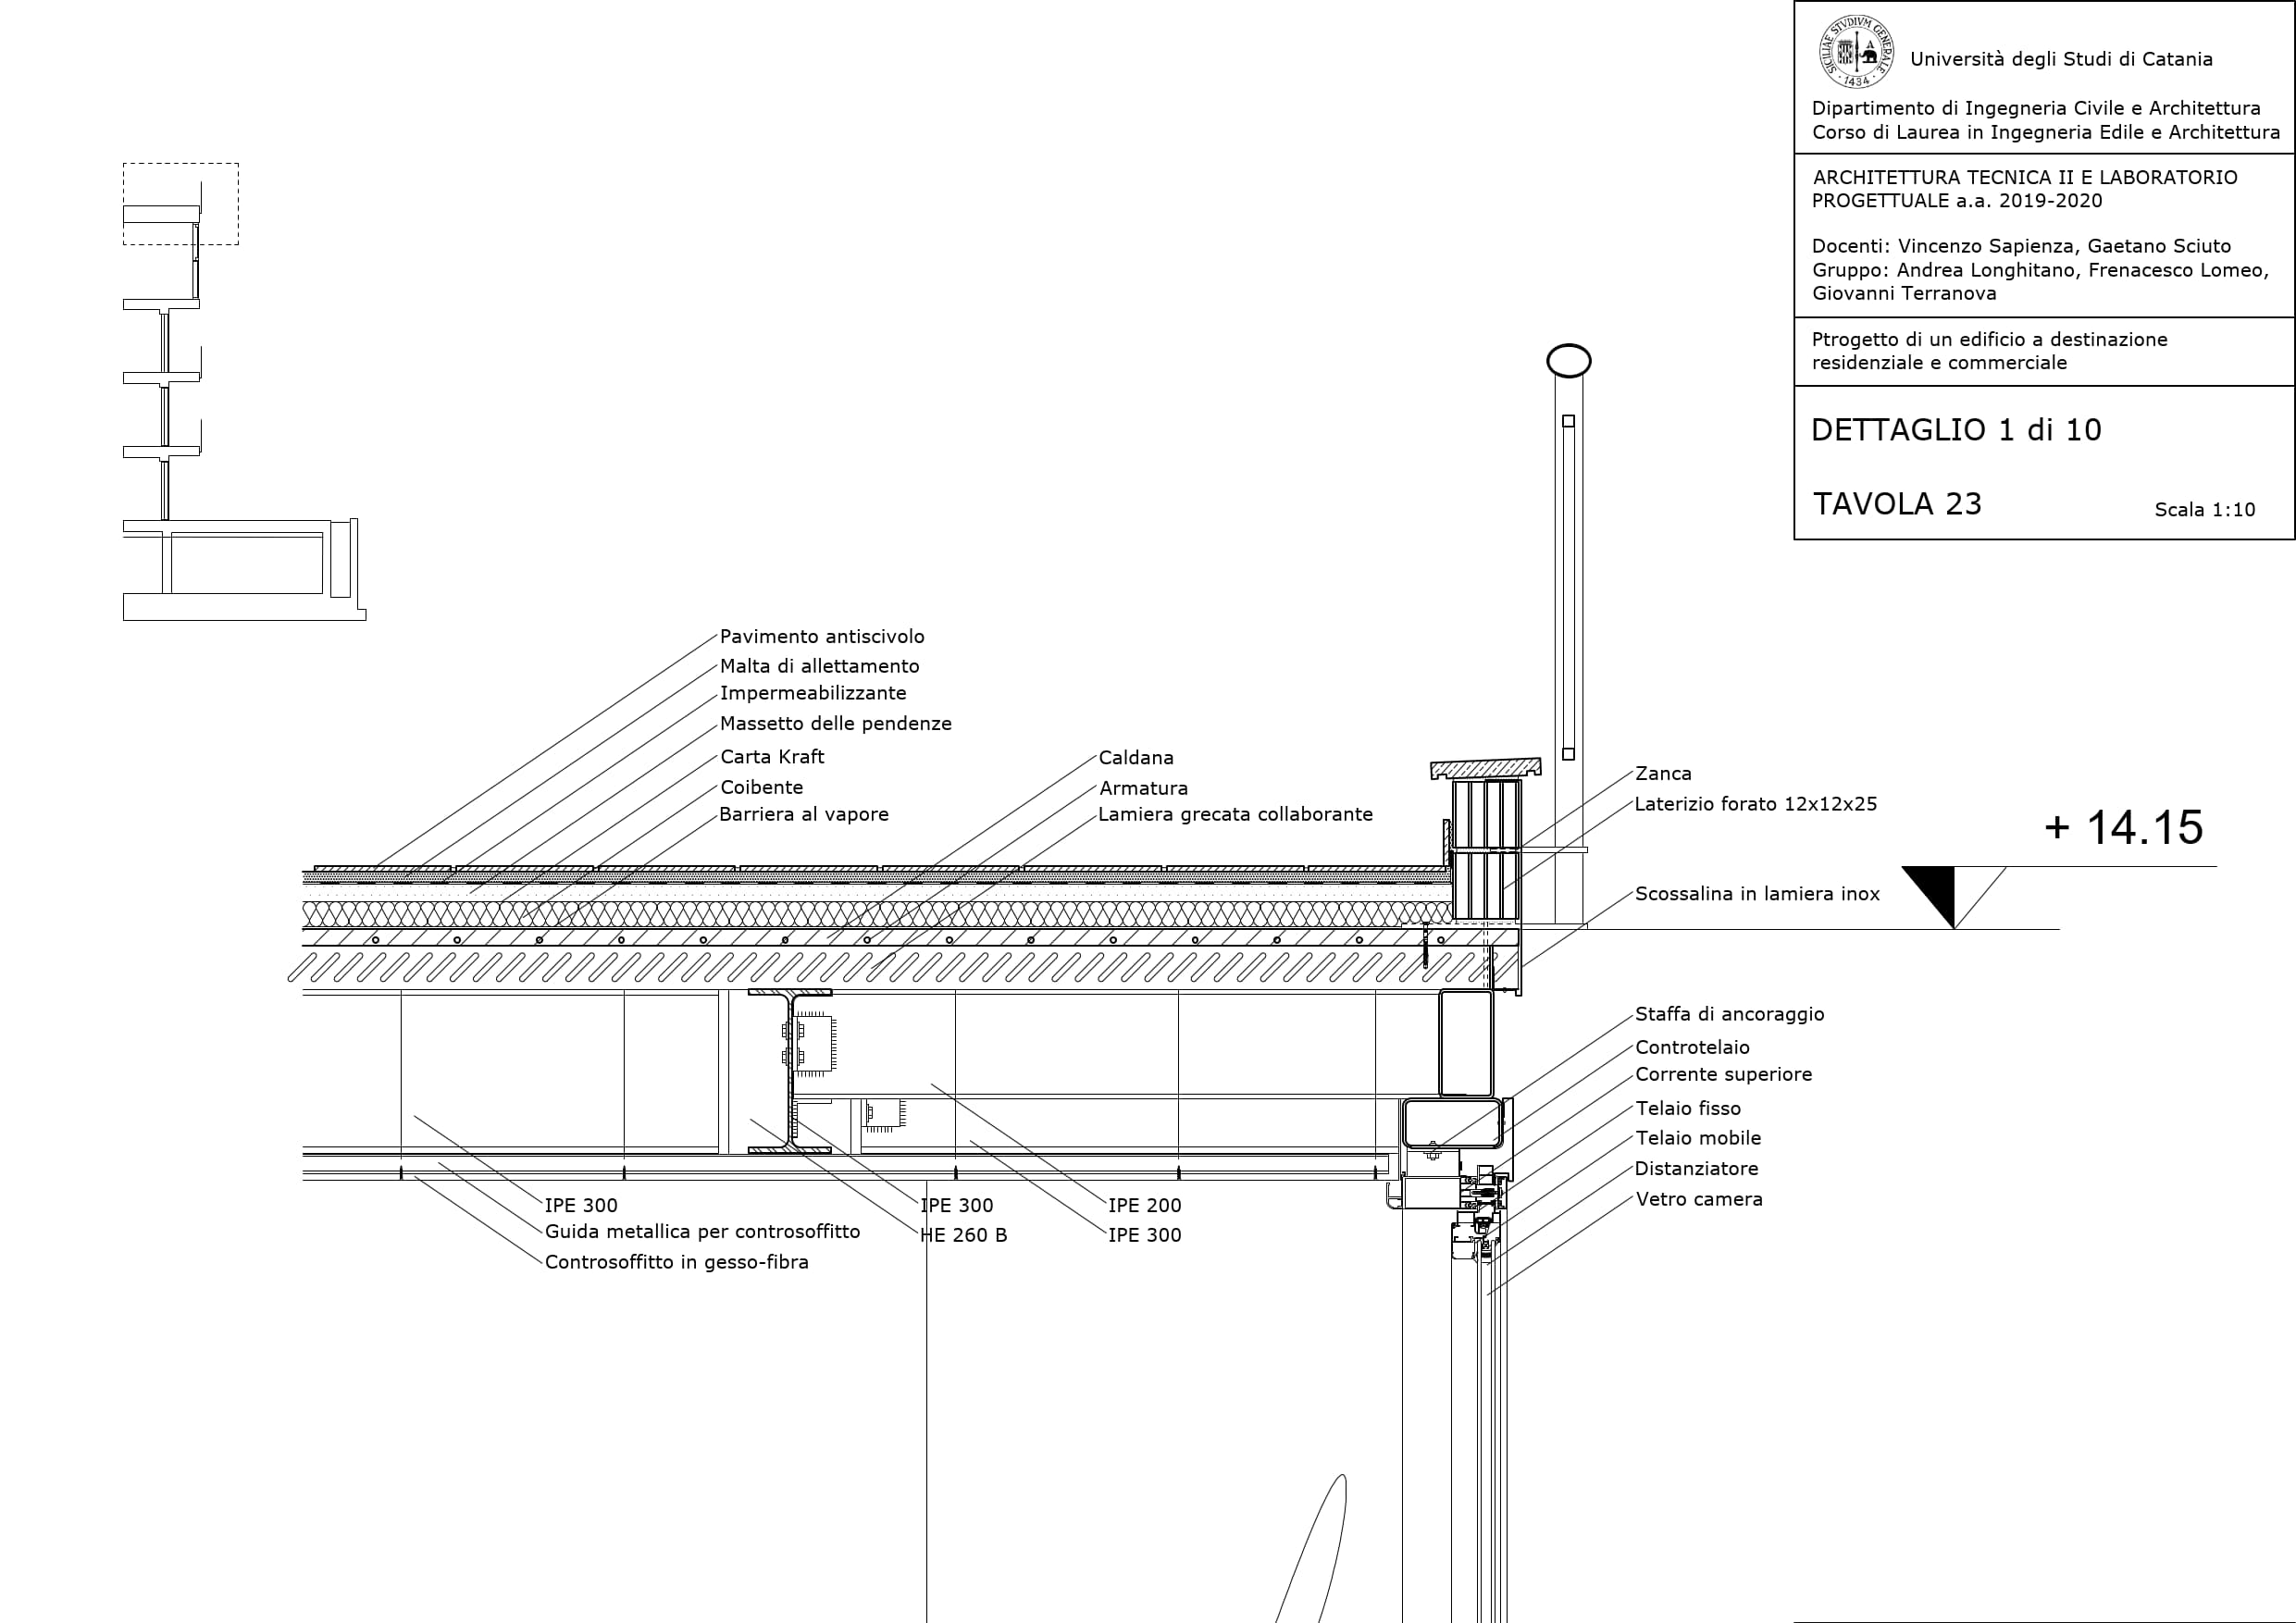 SICILIAE STVDIVM GENERALE
· 1434 ·
Università degli Studi di Catania
Dipartimento di Ingegneria Civile e Architettura
Corso di Laurea in Ingegneria Edile e Architettura
ARCHITETTURA TECNICA II E LABORATORIO
PROGETTUALE a.a. 2019-2020
Docenti: Vincenzo Sapienza, Gaetano Sciuto
Gruppo: Andrea Longhitano, Frenacesco Lomeo,
Giovanni Terranova
Ptrogetto di un edificio a destinazione
residenziale e commerciale
DETTAGLIO 1 di 10
TAVOLA 23
Scala 1:10
Pavimento antiscivolo
Malta di allettamento
Impermeabilizzante
Massetto delle pendenze
Carta Kraft
Coibente
Barriera al vapore
Caldana
Armatura
Lamiera grecata collaborante
Zanca
Laterizio forato 12x12x25
+ 14.15
Scossalina in lamiera inox
Staffa di ancoraggio
Controtelaio
Corrente superiore
Telaio fisso
Telaio mobile
Distanziatore
Vetro camera
IPE 300
Guida metallica per controsoffitto
Controsoffitto in gesso-fibra
IPE 300
HE 260 B
IPE 200
IPE 300